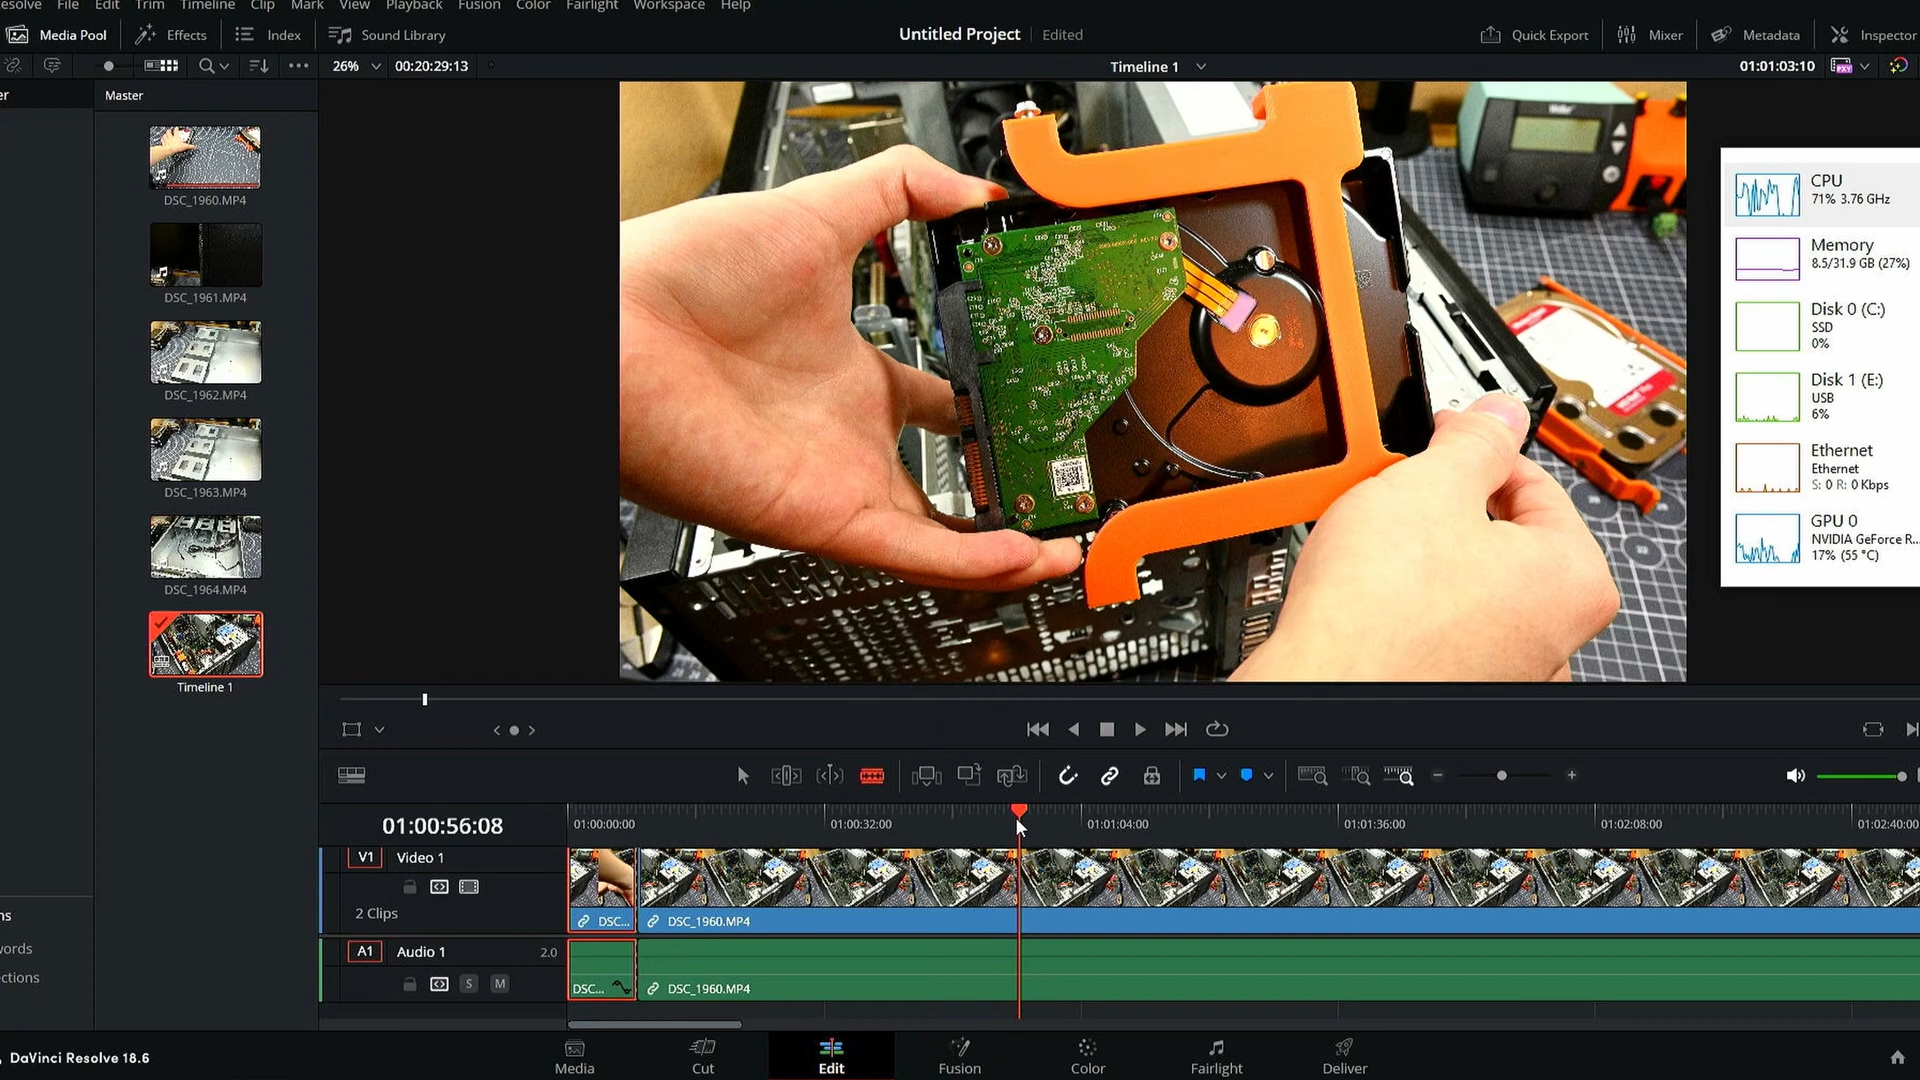 esolve File Edit Trim Timeline Clip Mark View Playback Fusion Color Fairlight Workspace Help
Media Pool Effects Index Sound Library Untitled Project Edited Quick Export Mixer Metadata Inspector
26% 00:20:29:13 Timeline 1 01:01:03:10
er Master
DSC_1960.MP4
DSC_1961.MP4
DSC_1962.MP4
DSC_1963.MP4
DSC_1964.MP4
Timeline 1
CPU
71% 3.76 GHz
Memory
8.5/31.9 GB (27%)
Disk 0 (C:)
SSD
0%
Disk 1 (E:)
USB
6%
Ethernet
Ethernet
S: 0 R: 0 Kbps
GPU 0
NVIDIA GeForce R...
17% (55 °C)
01:00:56:08 01:00:00:00 01:00:32:00 01:01:04:00 01:01:36:00 01:02:08:00 01:02:40:00
V1 Video 1
2 Clips DSC... DSC_1960.MP4
A1 Audio 1 2.0
S M DSC... DSC_1960.MP4
ns
words
ections
DaVinci Resolve 18.6
Media Cut Edit Fusion Color Fairlight Deliver